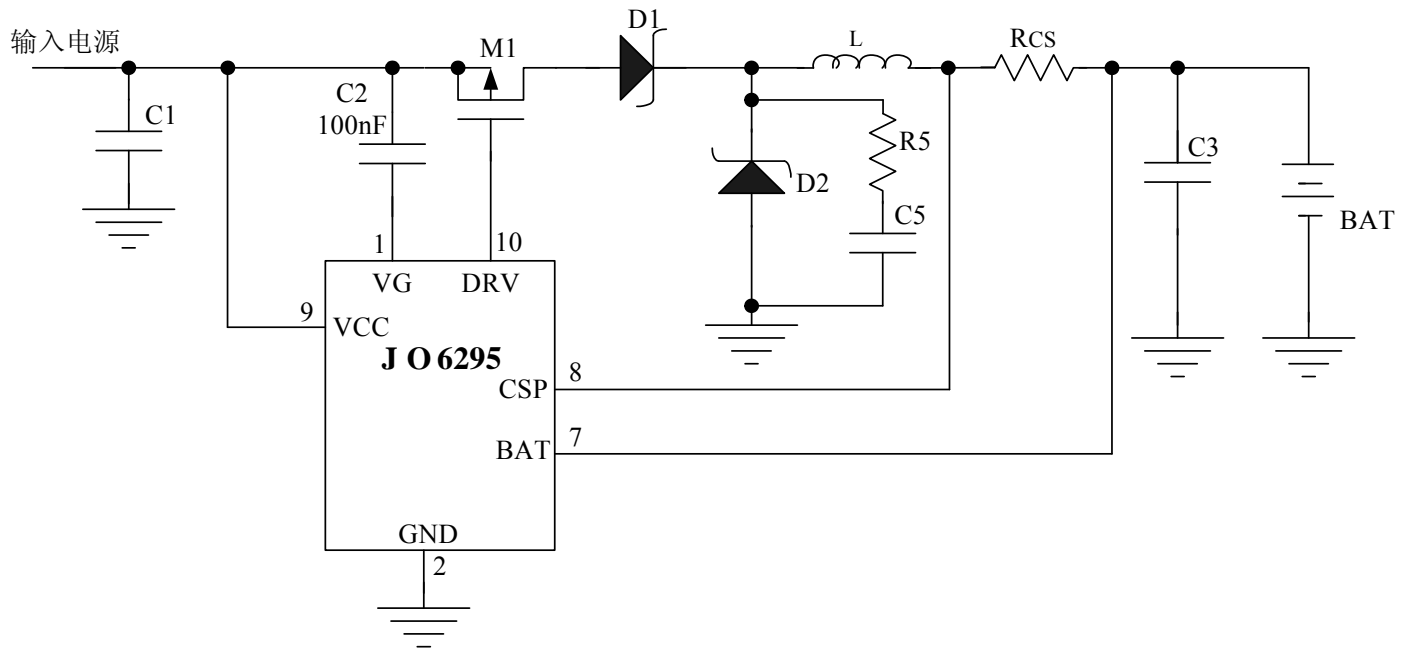 输入电源
D1
M1
L
RCS
C2
100nF
C1
R5
D2
C5
C3
BAT
1
10
VG
DRV
9
VCC
J O 6295
8
CSP
7
BAT
GND
2